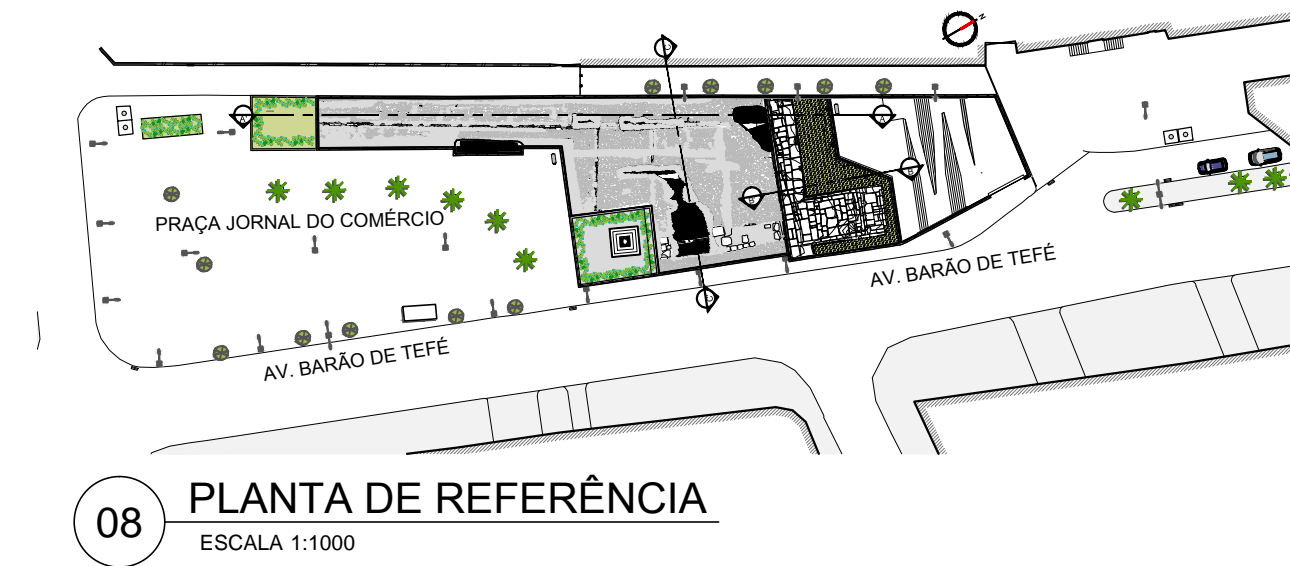 N
C
A
A
B
B
PRAÇA JORNAL DO COMÉRCIO
AV. BARÃO DE TEFÉ
C
AV. BARÃO DE TEFÉ
08
PLANTA DE REFERÊNCIA
ESCALA 1:1000